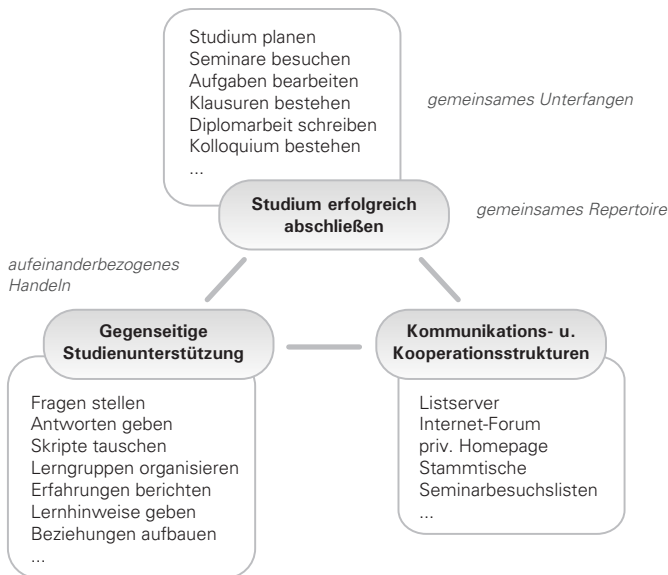 Studium planen
Seminare besuchen
Aufgaben bearbeiten
Klausuren bestehen
Diplomarbeit schreiben
Kolloquium bestehen
...
gemeinsames Unterfangen
Studium erfolgreich
abschließen
gemeinsames Repertoire
aufeinanderbezogenes
Handeln
Gegenseitige
Studienunterstützung
Fragen stellen
Antworten geben
Skripte tauschen
Lerngruppen organisieren
Erfahrungen berichten
Lernhinweise geben
Beziehungen aufbauen
...
Kommunikations- u.
Kooperationsstrukturen
Listserver
Internet-Forum
priv. Homepage
Stammtische
Seminarbesuchslisten
...